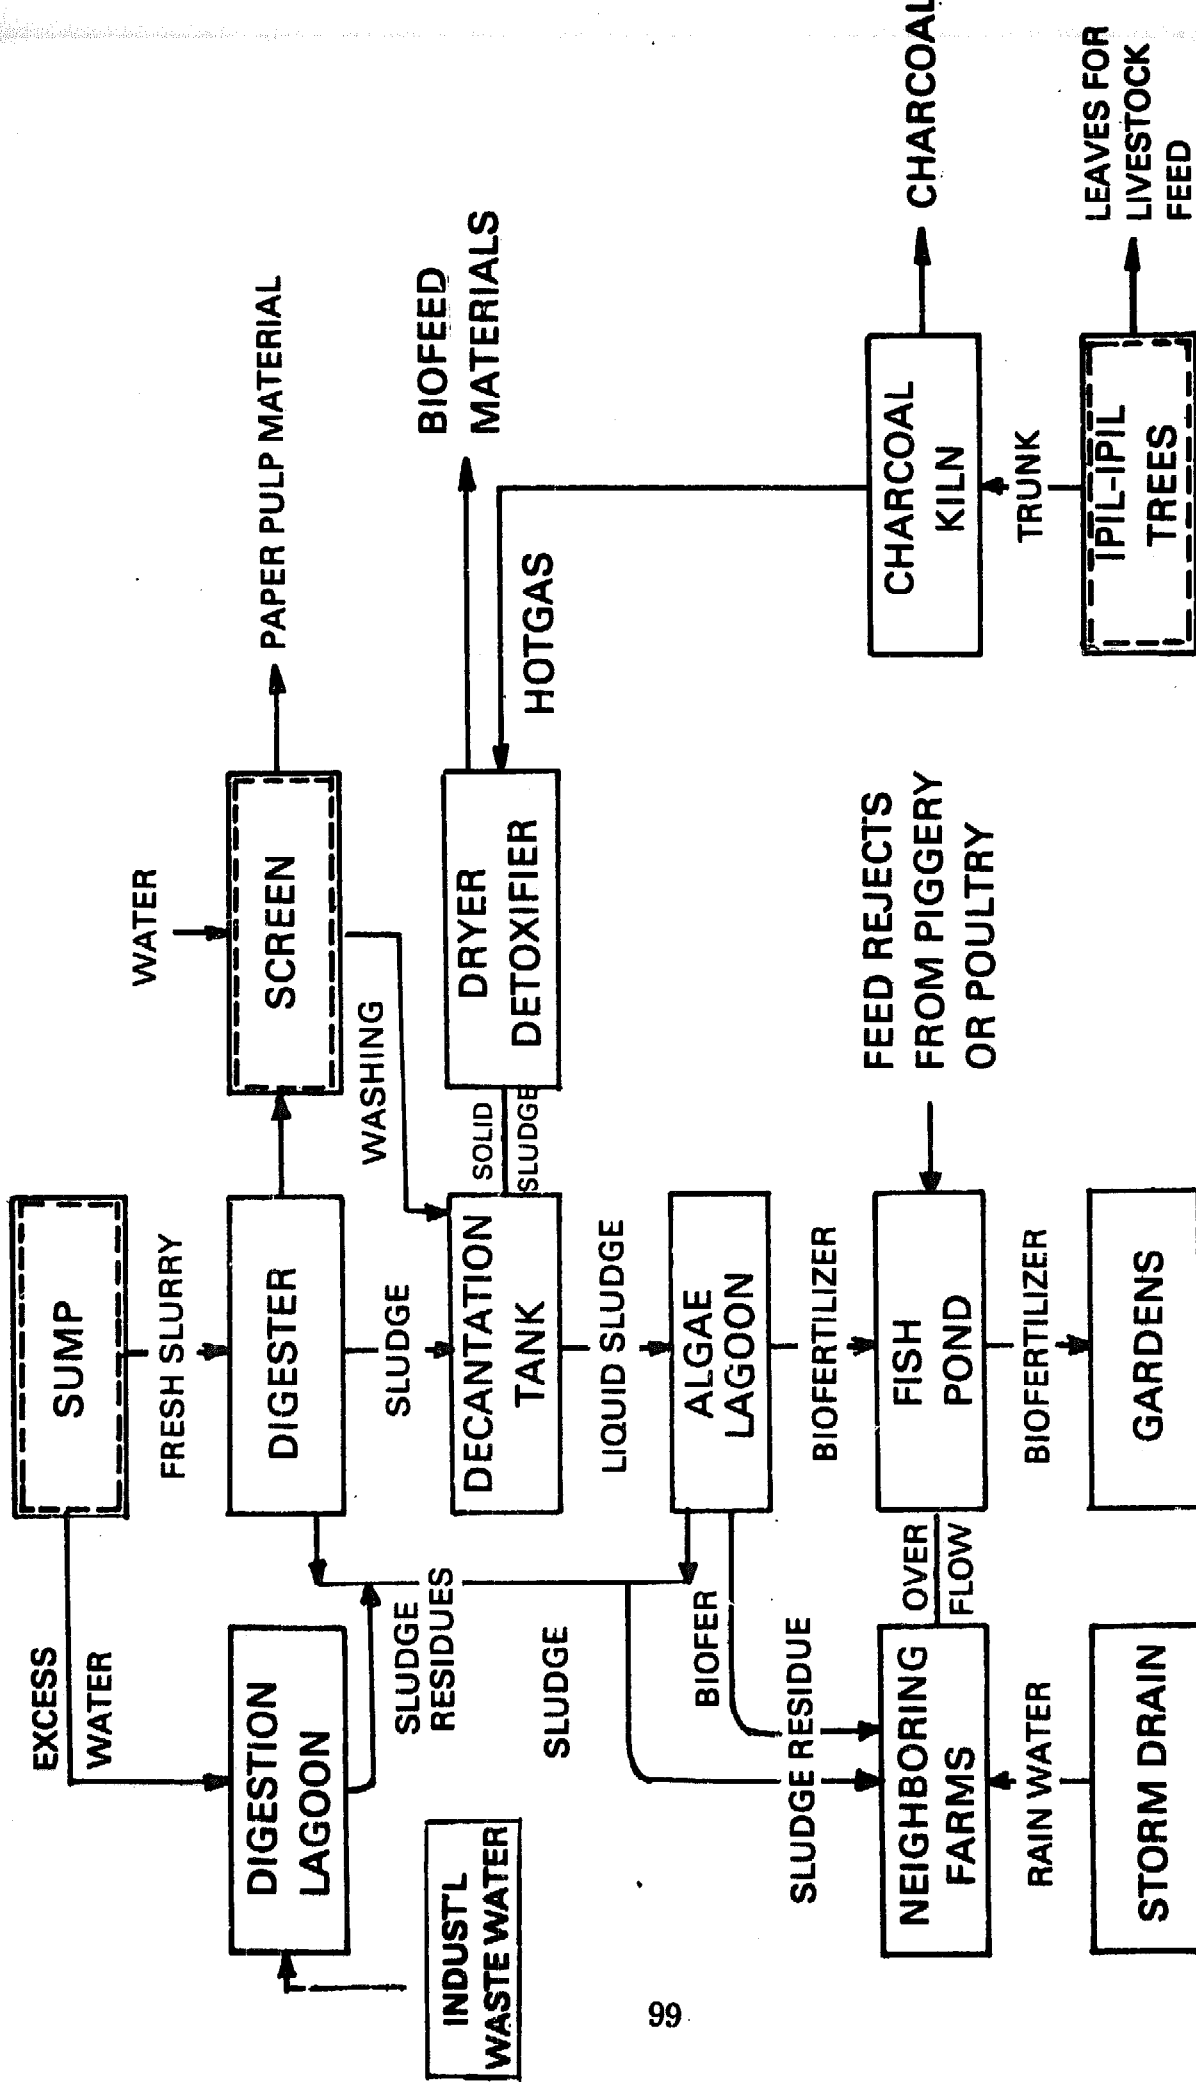 EXCESS
WATER
SUMP
WATER
FRESH SLURRY
DIGESTION
LAGOON
DIGESTER
SCREEN
PAPER PULP MATERIAL
INDUST'L
WASTE WATER
SLUDGE
RESIDUES
SLUDGE
WASHING
DECANTATION
TANK
SOLID
SLUDGE
DRYER
DETOXIFIER
BIOFEED
MATERIALS
HOTGAS
SLUDGE
LIQUID SLUDGE
BIOFER
ALGAE
LAGOON
SLUDGE RESIDUE
BIOFERTILIZER
FEED REJECTS
FROM PIGGERY
OR POULTRY
CHARCOAL
KILN
CHARCOAL
NEIGHBORING
FARMS
OVER
FLOW
FISH
POND
TRUNK
RAIN WATER
BIOFERTILIZER
STORM DRAIN
GARDENS
IPIL-IPIL
TREES
LEAVES FOR
LIVESTOCK
FEED
99